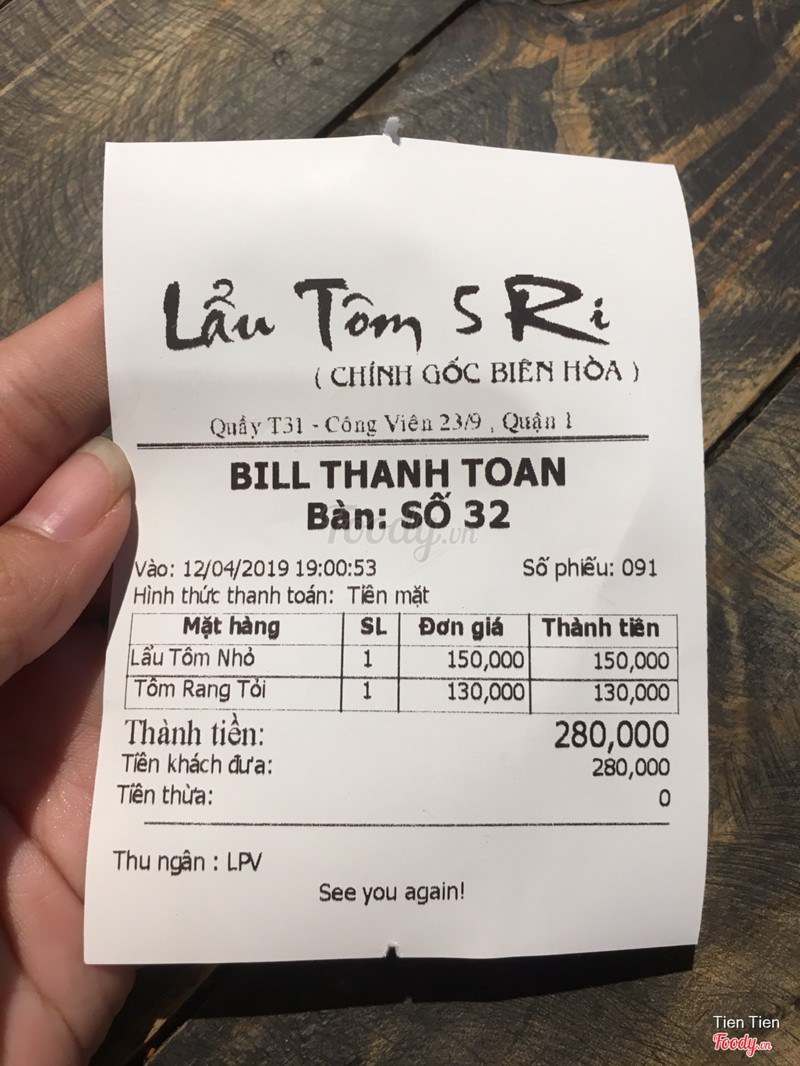 Lẩu Tôm 5 Ri
( CHÍNH GỐC BIÊN HÒA )
Quầy T31 - Công Viên 23/9 , Quận 1
BILL THANH TOAN
Bàn: SỐ 32
Foody.vn
Vào: 12/04/2019 19:00:53 Số phiếu: 091
Hình thức thanh toán: Tiền mặt
Mặt hàng SL Đơn giá Thành tiền
Lẩu Tôm Nhỏ 1 150,000 150,000
Tôm Rang Tỏi 1 130,000 130,000
Thành tiền: 280,000
Tiền khách đưa: 280,000
Tiền thừa: 0
Thu ngân : LPV
See you again!
Tien Tien
Foody.vn